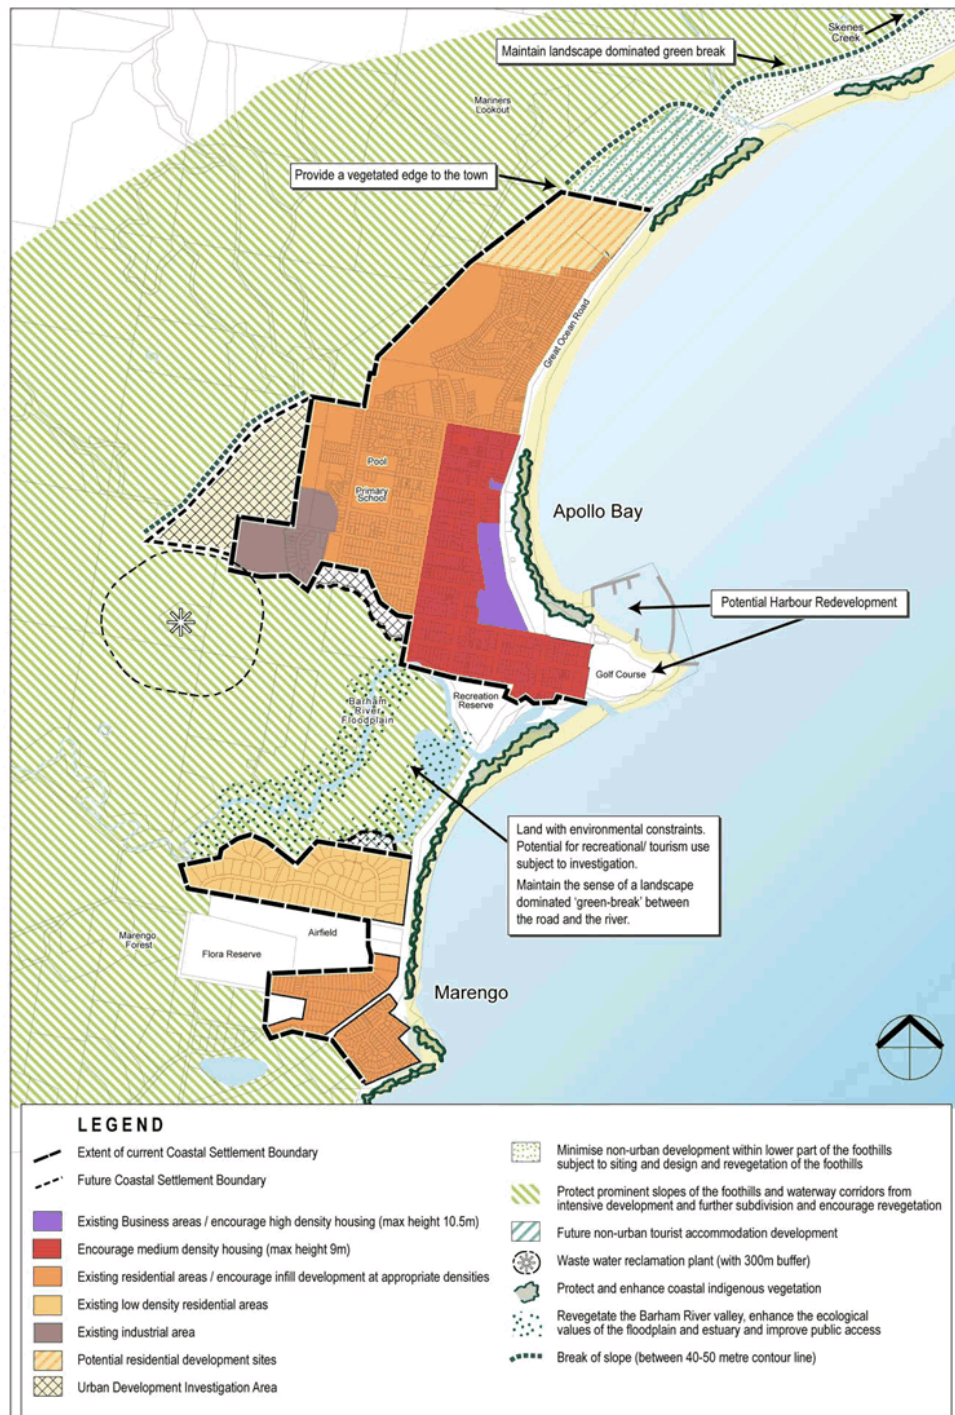 Skenes
Creek
Maintain landscape dominated green break
Mariners
Lookout
Provide a vegetated edge to the town
Great Ocean Road
Pool
Primary
School
Apollo Bay
Potential Harbour Redevelopment
Golf Course
Recreation
Reserve
Barham
River
Floodplain
Land with environmental constraints.
Potential for recreational/ tourism use
subject to investigation.
Maintain the sense of a landscape
dominated ‘green-break’ between
the road and the river.
Marengo
Forest
Airfield
Flora Reserve
Marengo
LEGEND
Extent of current Coastal Settlement Boundary
Future Coastal Settlement Boundary
Existing Business areas / encourage high density housing (max height 10.5m)
Encourage medium density housing (max height 9m)
Existing residential areas / encourage infill development at appropriate densities
Existing low density residential areas
Existing industrial area
Potential residential development sites
Urban Development Investigation Area
Minimise non-urban development within lower part of the foothills
subject to siting and design and revegetation of the foothills
Protect prominent slopes of the foothills and waterway corridors from
intensive development and further subdivision and encourage revegetation
Future non-urban tourist accommodation development
Waste water reclamation plant (with 300m buffer)
Protect and enhance coastal indigenous vegetation
Revegetate the Barham River valley, enhance the ecological
values of the floodplain and estuary and improve public access
Break of slope (between 40-50 metre contour line)